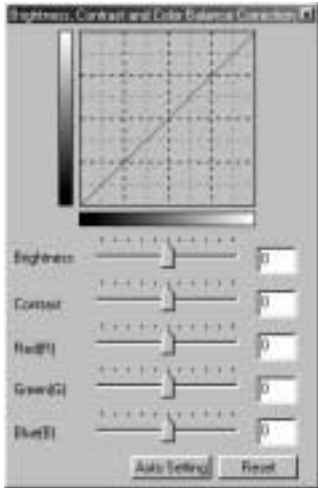 Brightness, Contrast and Color Balance Correction
Brightness 0
Contrast 0
Red(R) 0
Green(G) 0
Blue(B) 0
Auto Setting Reset